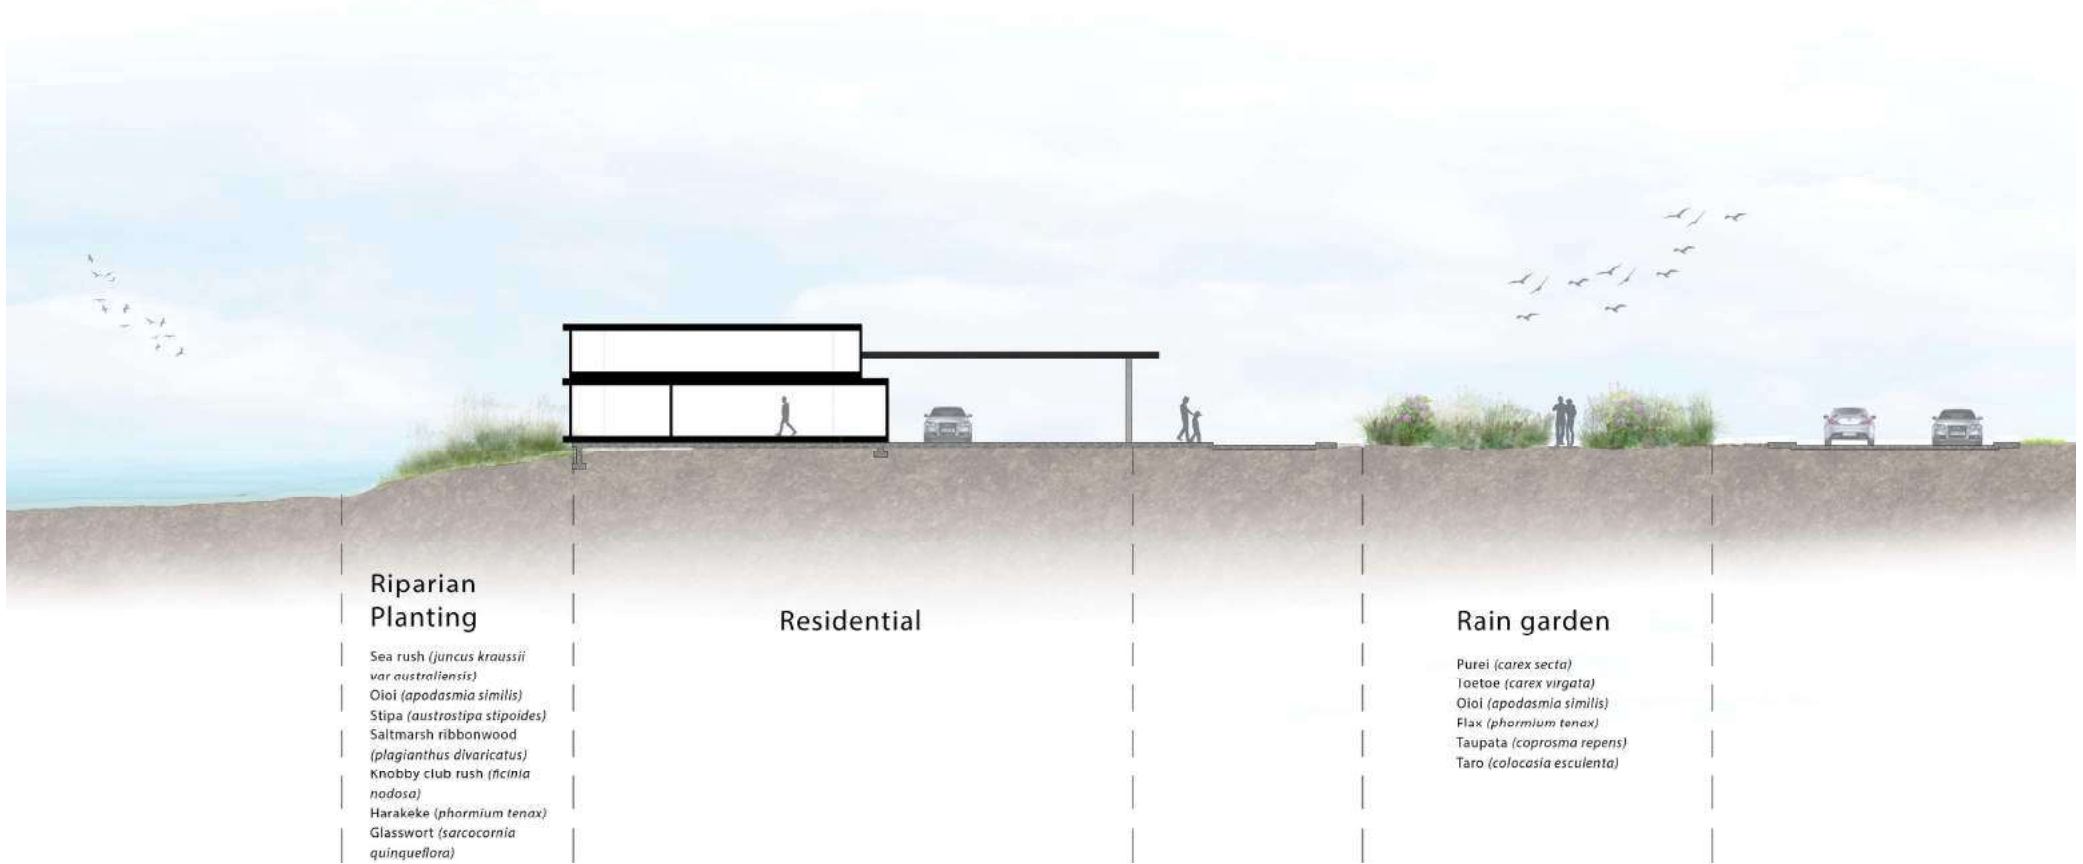 Riparian
Planting
Sea rush (juncus kraussii
var australiensis)
Oioi (apodasmia similis)
Stipa (austrostipa stipoides)
Saltmarsh ribbonwood
(plagianthus divaricatus)
Knobby club rush (ficinia
nodosa)
Harakeke (phormium tenax)
Glasswort (sarcocornia
quinqueflora)
Residential
Rain garden
Purei (carex secta)
Toetoe (carex virgata)
Oioi (apodasmia similis)
Flax (phormium tenax)
Taupata (coprosma repens)
Taro (colocasia esculenta)